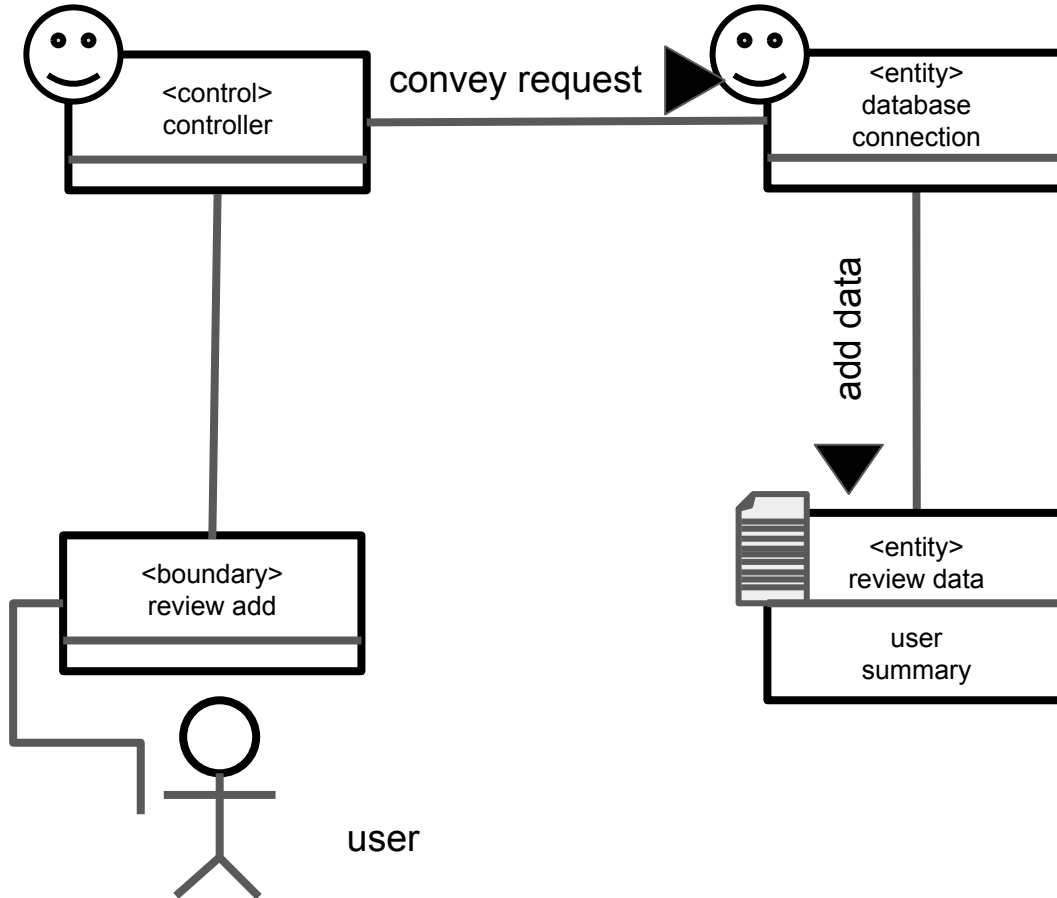 <control>
controller
convey request
<entity>
database
connection
add data
<boundary>
review add
<entity>
review data
user
summary
user